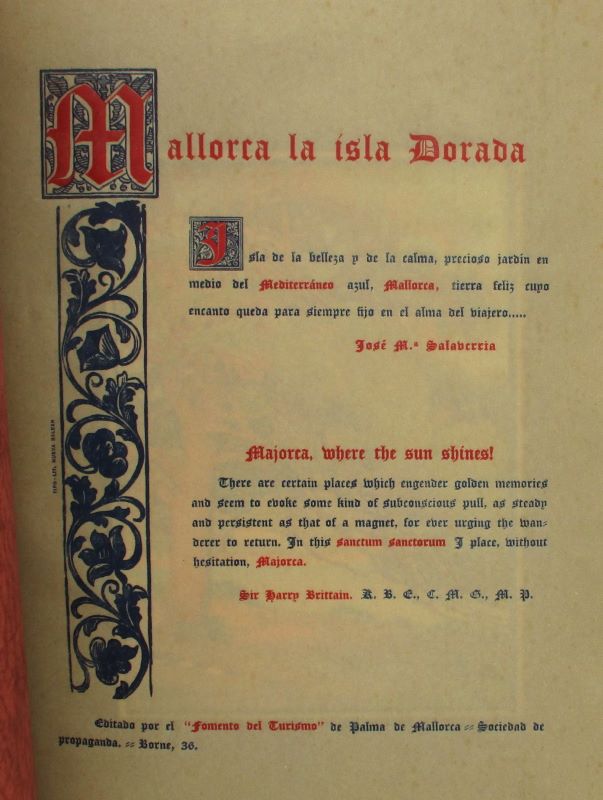 Mallorca la isla Dorada
Isla de la belleza y de la calma, precioso jardín en
medio del Mediterráneo azul, Mallorca, tierra feliz cuyo
encanto queda para siempre fijo en el alma del viajero.....
José M.ª Salaverria
Majorca, where the sun shines!
There are certain places which engender golden memories
and seem to evoke some kind of subconscious pull, as steady
and persistent as that of a magnet, for ever urging the wan-
derer to return. In this sanctum sanctorum I place, without
hesitation, Majorca.
Sir Harry Brittain. K. B. E., C. M. G., M. P.
TIPO-LIT. NUEVA BALEAR
Editado por el "Fomento del Turismo" de Palma de Mallorca = Sociedad de
propaganda. = Borne, 36.